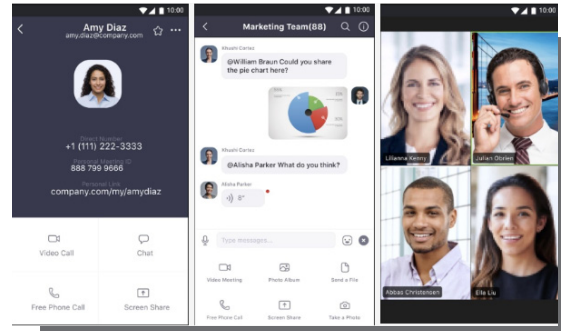 10:00
Amy Diaz
amy.diaz@company.com
Direct Number
+1 (111) 222-3333
Personal Meeting ID
888 799 9666
Personal Link
company.com/my/amydiaz
Video Call
Chat
Free Phone Call
Screen Share
10:00
Marketing Team(88)
Khushi Cortes
@William Braun Could you share
the pie chart here?
Khushi Cortes
@Alisha Parker What do you think?
Alisha Parker
8"
Type messages...
Video Meeting
Photo Album
Send a File
Free Phone Call
Screen Share
Take a Photo
10:00
Lilianna Kenny
Julian Obrien
Abbas Christensen
Elle Liu